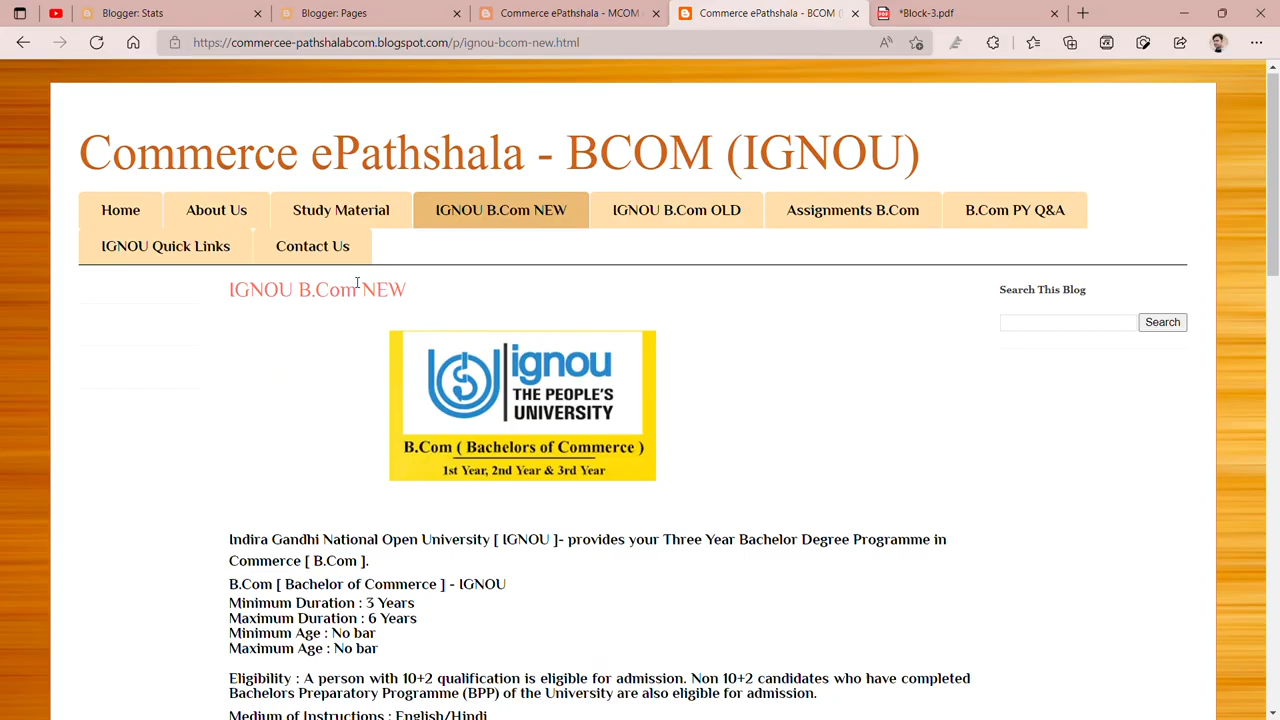 Blogger: Stats
Blogger: Pages
Commerce ePathshala - MCOM
Commerce ePathshala - BCOM (
*Block-3.pdf
https://commercee-pathshalabcom.blogspot.com/p/ignou-bcom-new.html
Commerce ePathshala - BCOM (IGNOU)
Home
About Us
Study Material
IGNOU B.Com NEW
IGNOU B.Com OLD
Assignments B.Com
B.Com PY Q&A
IGNOU Quick Links
Contact Us
IGNOU B.Com NEW
Search This Blog
Search
ignou
THE PEOPLE'S
UNIVERSITY
B.Com ( Bachelors of Commerce )
1st Year, 2nd Year & 3rd Year
Indira Gandhi National Open University [ IGNOU ]- provides your Three Year Bachelor Degree Programme in
Commerce [ B.Com ].
B.Com [ Bachelor of Commerce ] - IGNOU
Minimum Duration : 3 Years
Maximum Duration : 6 Years
Minimum Age : No bar
Maximum Age : No bar
Eligibility : A person with 10+2 qualification is eligible for admission. Non 10+2 candidates who have completed
Bachelors Preparatory Programme (BPP) of the University are also eligible for admission.
Medium of Instructions : English/Hindi